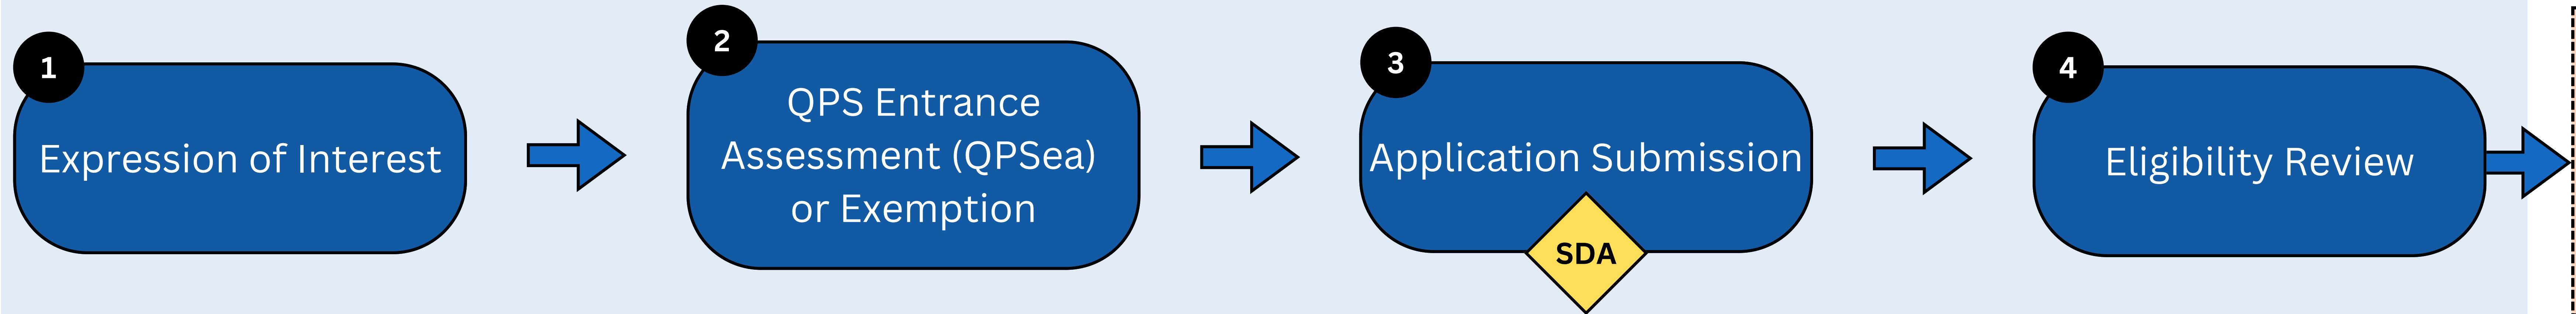 1
Expression of Interest
2
QPS Entrance
Assessment (QPSea)
or Exemption
3
Application Submission
SDA
4
Eligibility Review